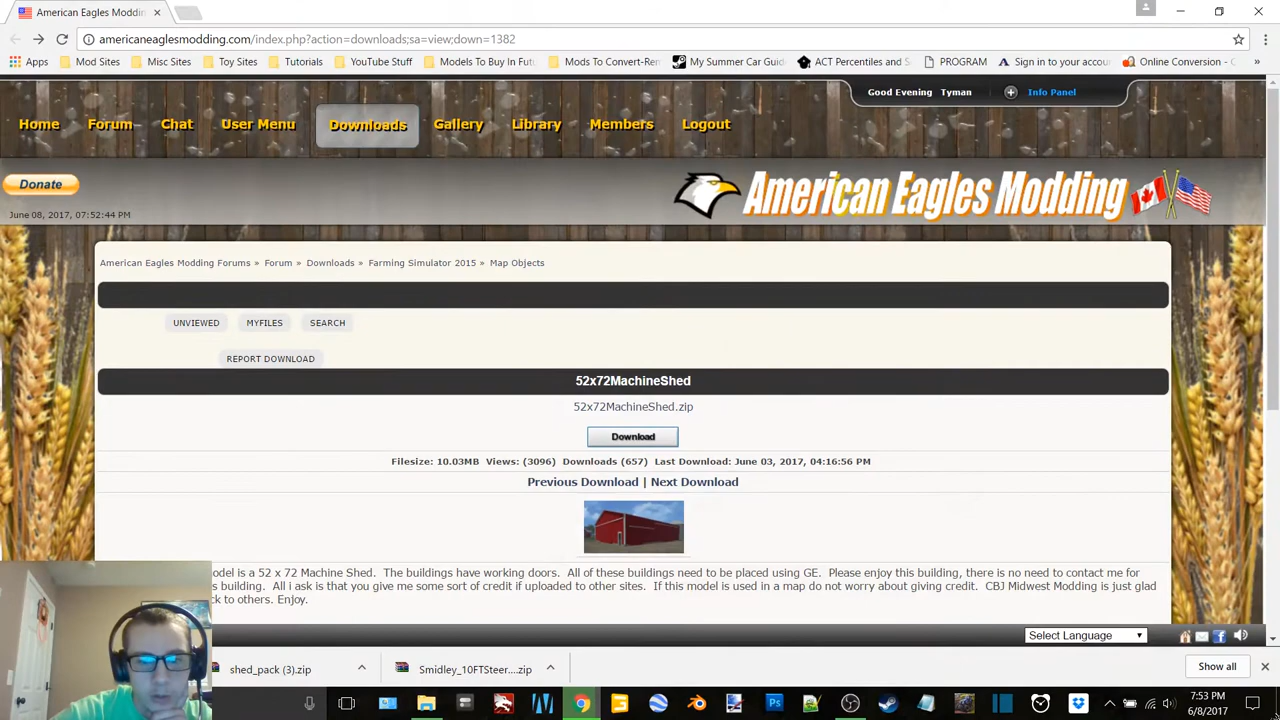 American Eagles Moddin
americaneaglesmodding.com/index.php?action=downloads;sa=view;down=1382
Apps Mod Sites Misc Sites Toy Sites Tutorials YouTube Stuff Models To Buy In Futu Mods To Convert-Ren My Summer Car Guid ACT Percentiles and S PROGRAM Sign in to your accou Online Conversion - C »
Good Evening Tyman Info Panel
Home Forum Chat User Menu Downloads Gallery Library Members Logout
Donate
American Eagles Modding
June 08, 2017, 07:52:44 PM
American Eagles Modding Forums » Forum » Downloads » Farming Simulator 2015 » Map Objects
UNVIEWED MYFILES SEARCH
REPORT DOWNLOAD
52x72MachineShed
52x72MachineShed.zip
Download
Filesize: 10.03MB Views: (3096) Downloads (657) Last Download: June 03, 2017, 04:16:56 PM
Previous Download | Next Download
odel is a 52 x 72 Machine Shed. The buildings have working doors. All of these buildings need to be placed using GE. Please enjoy this building, there is no need to contact me for
is building. All i ask is that you give me some sort of credit if uploaded to other sites. If this model is used in a map do not worry about giving credit. CBJ Midwest Modding is just glad
ck to others. Enjoy.
Select Language
shed_pack (3).zip Smidley_10FTSteer....zip Show all
7:53 PM
6/8/2017